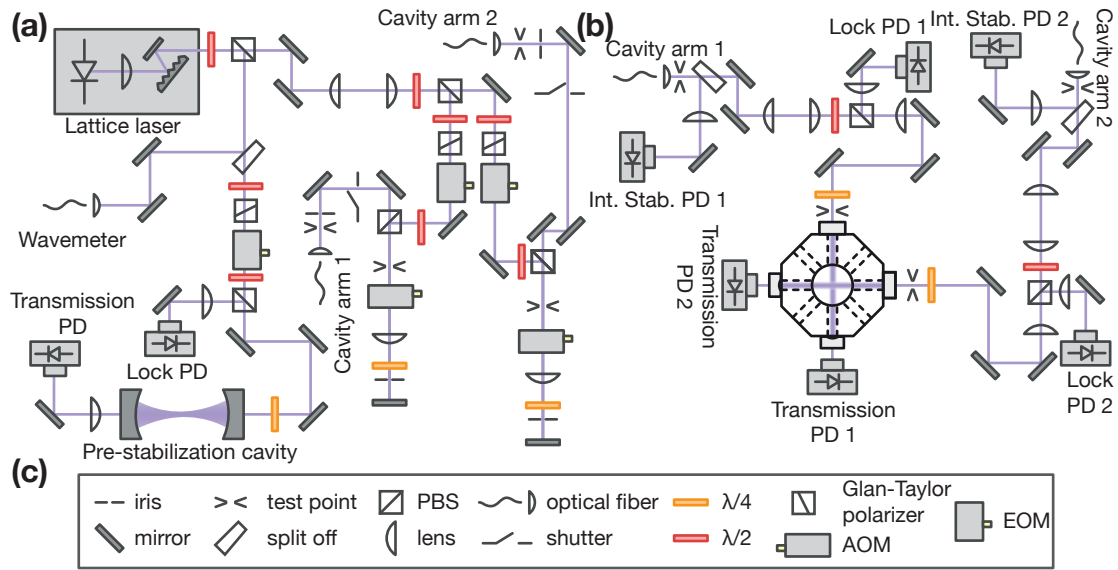 (a)
Lattice laser
Wavemeter
Transmission
PD
Lock PD
Pre-stabilization cavity
Cavity arm 1
Cavity arm 2
(b)
Cavity arm 1
Lock PD 1
Int. Stab. PD 2
Cavity arm 2
Int. Stab. PD 1
Transmission
PD 2
Transmission
PD 1
Lock
PD 2
(c)
iris
test point
PBS
optical fiber
λ/4
Glan-Taylor
polarizer
EOM
mirror
split off
lens
shutter
λ/2
AOM